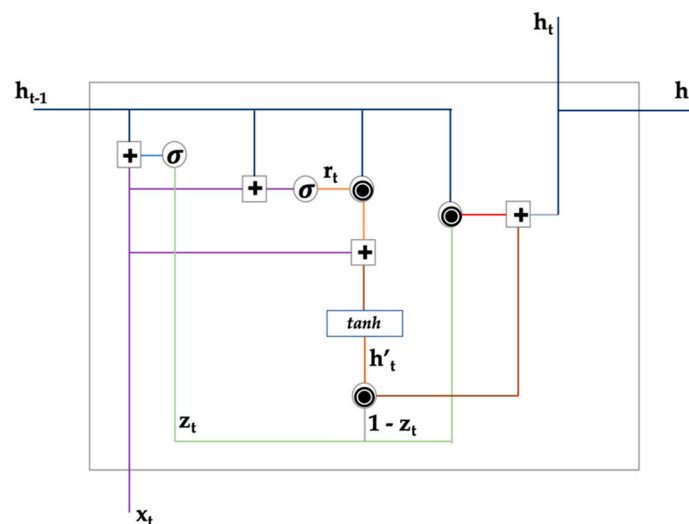 hₜ
hₜ₋₁
h
+
σ
+
σ
rₜ
+
+
tanh
h′ₜ
zₜ
1 - zₜ
xₜ